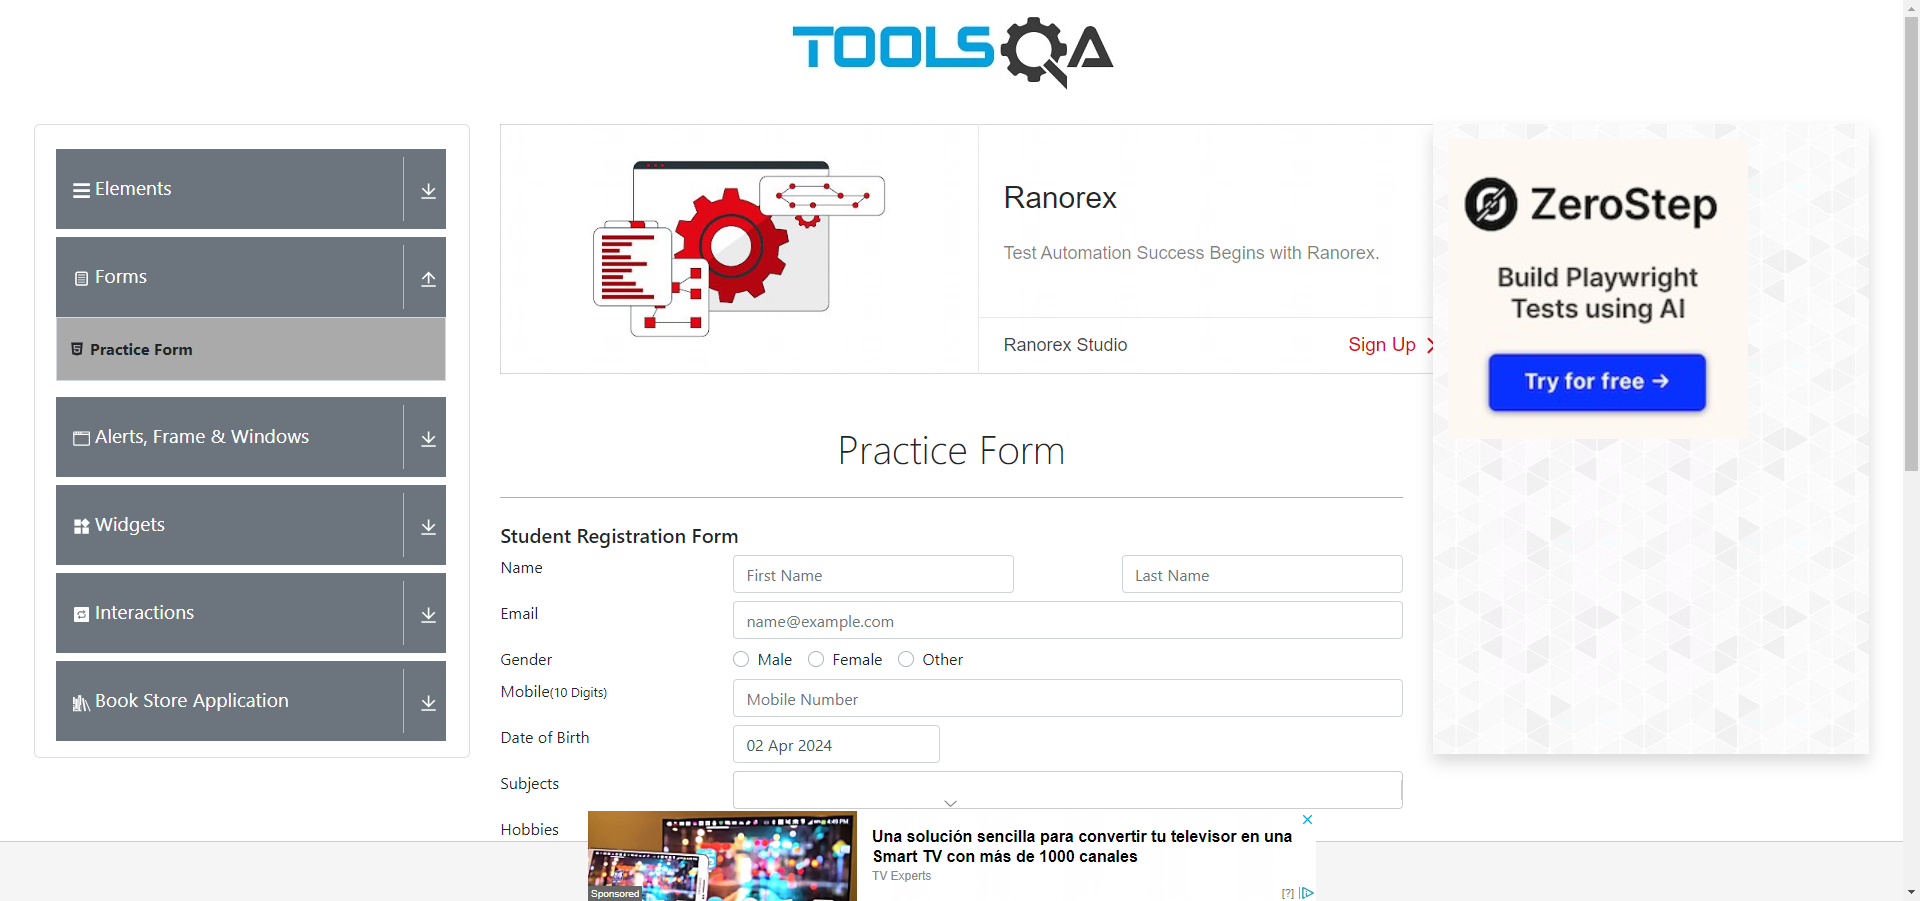 TOOLSQA
Elements
Forms
Practice Form
Alerts, Frame & Windows
Widgets
Interactions
Book Store Application
Ranorex
Test Automation Success Begins with Ranorex.
Ranorex Studio
Sign Up
ZeroStep
Build Playwright
Tests using AI
Try for free →
Practice Form
Student Registration Form
Name
First Name
Last Name
Email
name@example.com
Gender
Male
Female
Other
Mobile(10 Digits)
Mobile Number
Date of Birth
02 Apr 2024
Subjects
Hobbies
4:45 PM
Sponsored
Una solución sencilla para convertir tu televisor en una
Smart TV con más de 1000 canales
TV Experts
[?]